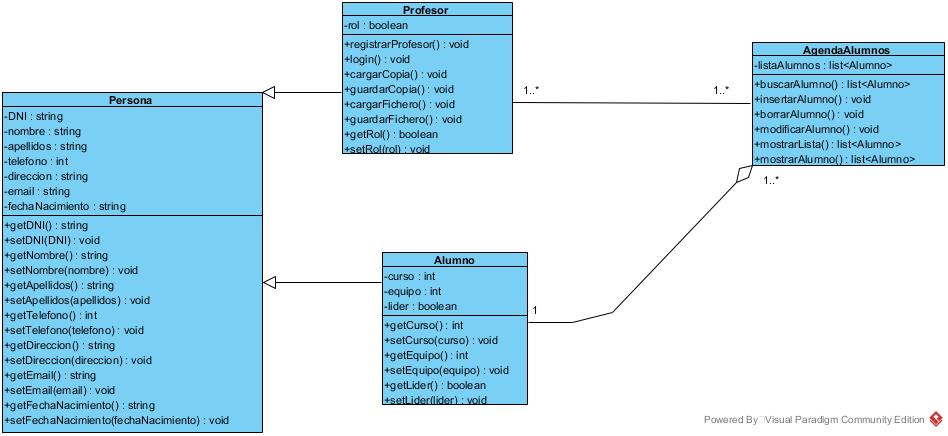 Profesor
-rol : boolean
+registrarProfesor() : void
+login() : void
+cargarCopia() : void
+guardarCopia() : void
+cargarFichero() : void
+guardarFichero() : void
+getRol() : boolean
+setRol(rol) : void
AgendaAlumnos
-listaAlumnos : list<Alumno>
+buscarAlumno() : list<Alumno>
+insertarAlumno() : void
+borrarAlumno() : void
+modificarAlumno() : void
+mostrarLista() : list<Alumno>
+mostrarAlumno() : list<Alumno>
1..*
1..*
1..*
Persona
-DNI : string
-nombre : string
-apellidos : string
-telefono : int
-direccion : string
-email : string
-fechaNacimiento : string
+getDNI() : string
+setDNI(DNI) : void
+getNombre() : string
+setNombre(nombre) : void
+getApellidos() : string
+setApellidos(apellidos) : void
+getTelefono() : int
+setTelefono(telefono) : void
+getDireccion() : string
+setDireccion(direccion) : void
+getEmail() : string
+setEmail(email) : void
+getFechaNacimiento() : string
+setFechaNacimiento(fechaNacimiento) : void
Alumno
-curso : int
-equipo : int
-lider : boolean
+getCurso() : int
+setCurso(curso) : void
+getEquipo() : int
+setEquipo(equipo) : void
+getLider() : boolean
+setLider(lider) : void
1
Powered By Visual Paradigm Community Edition